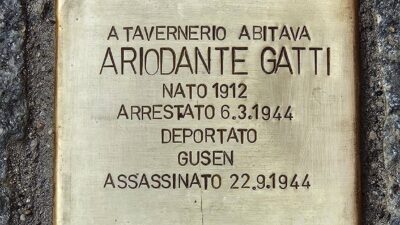 A TAVERNERIO ABITAVA
ARIODANTE GATTI
NATO 1912
ARRESTATO 6.3.1944
DEPORTATO
GUSEN
ASSASSINATO 22.9.1944